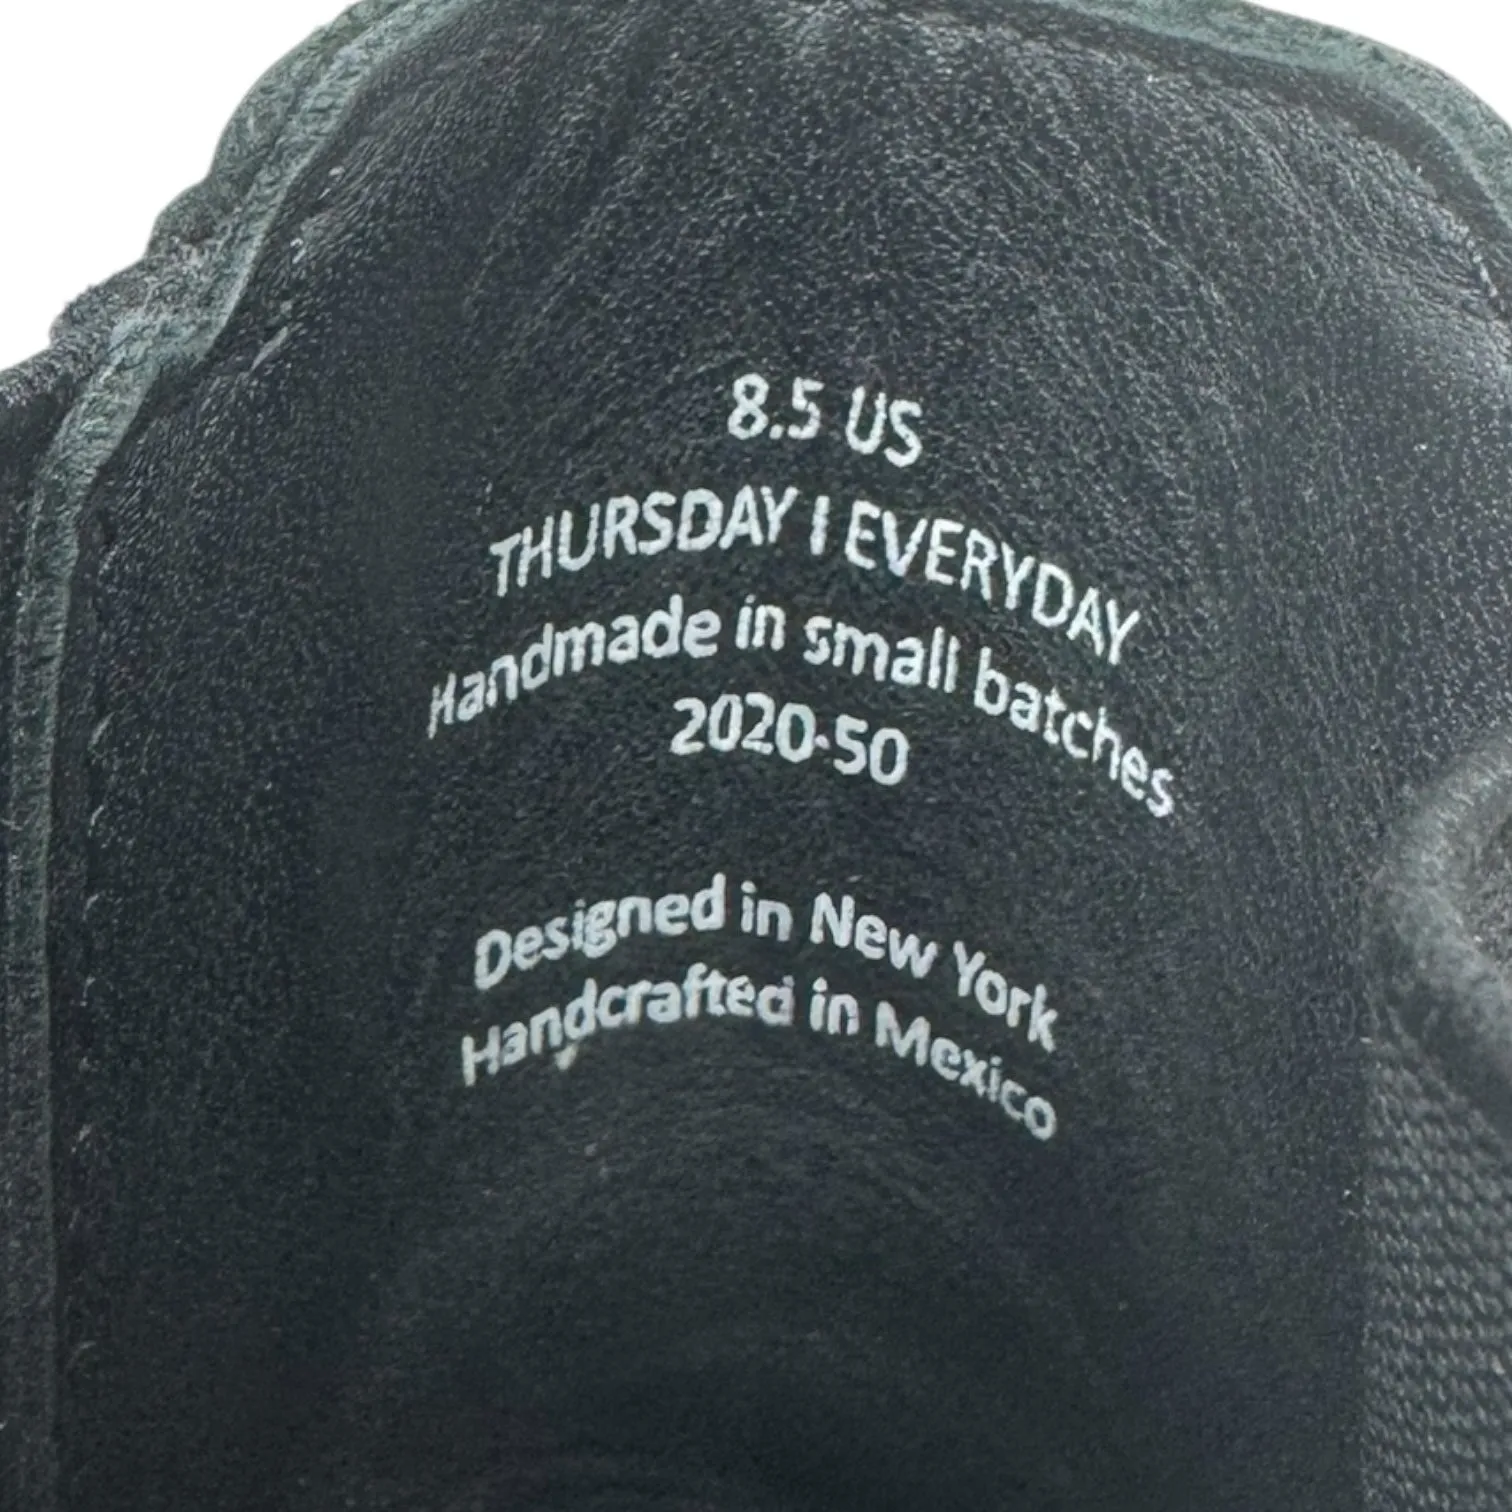 8.5 US
THURSDAY | EVERYDAY
Handmade in small batches
2020-50
Designed in New York
Handcrafted in Mexico